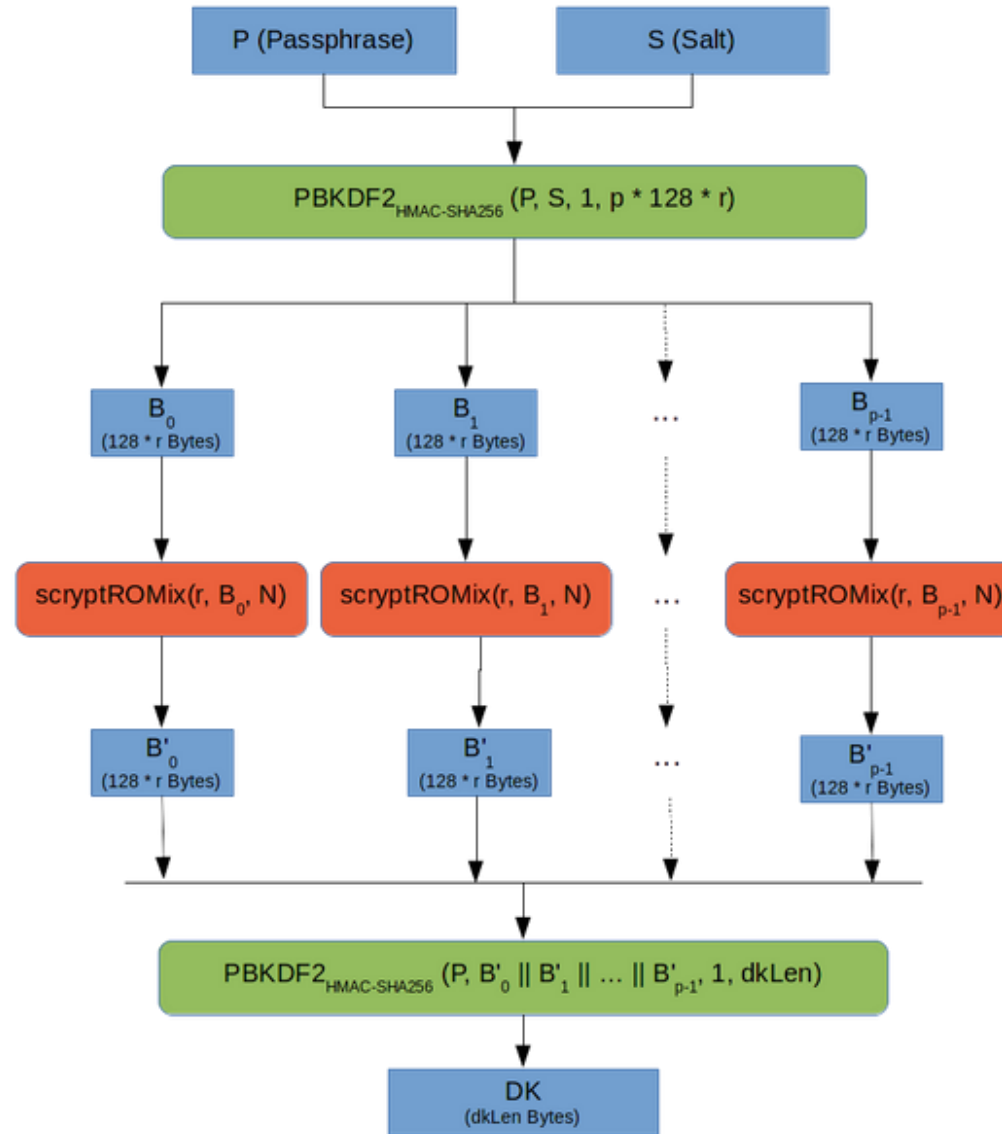 P (Passphrase)
S (Salt)
PBKDF2HMAC-SHA256 (P, S, 1, p * 128 * r)
B0
(128 * r Bytes)
B1
(128 * r Bytes)
...
Bp-1
(128 * r Bytes)
scryptROMix(r, B0, N)
scryptROMix(r, B1, N)
...
scryptROMix(r, Bp-1, N)
B'0
(128 * r Bytes)
B'1
(128 * r Bytes)
...
B'p-1
(128 * r Bytes)
PBKDF2HMAC-SHA256 (P, B'0 || B'1 || ... || B'p-1, 1, dkLen)
DK
(dkLen Bytes)